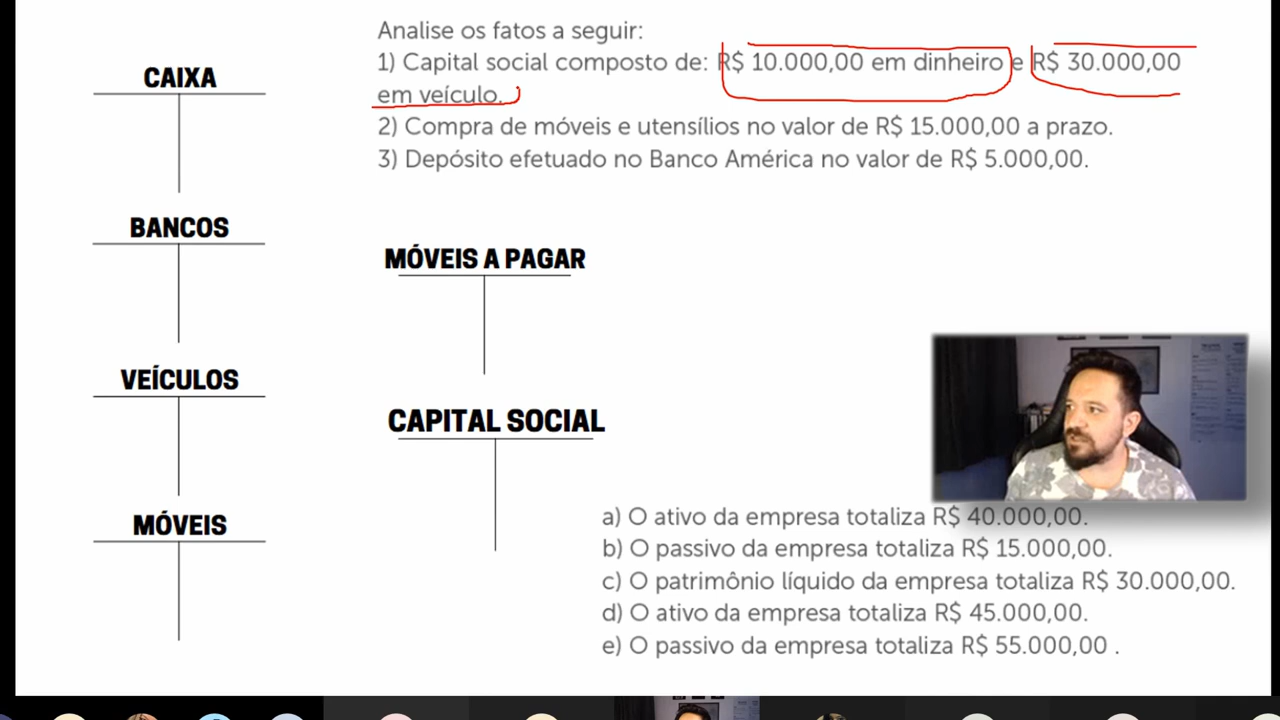 Analise os fatos a seguir:
1) Capital social composto de: R$ 10.000,00 em dinheiro e R$ 30.000,00
em veículo.
2) Compra de móveis e utensílios no valor de R$ 15.000,00 a prazo.
3) Depósito efetuado no Banco América no valor de R$ 5.000,00.
CAIXA
BANCOS
MÓVEIS A PAGAR
VEÍCULOS
CAPITAL SOCIAL
MÓVEIS
a) O ativo da empresa totaliza R$ 40.000,00.
b) O passivo da empresa totaliza R$ 15.000,00.
c) O patrimônio líquido da empresa totaliza R$ 30.000,00.
d) O ativo da empresa totaliza R$ 45.000,00.
e) O passivo da empresa totaliza R$ 55.000,00 .